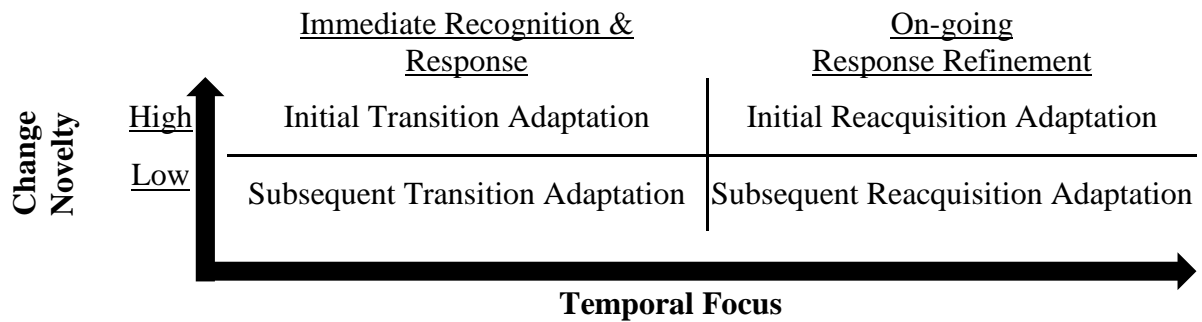 Immediate Recognition &
Response
On-going
Response Refinement
Change
Novelty
High
Initial Transition Adaptation
Initial Reacquisition Adaptation
Low
Subsequent Transition Adaptation
Subsequent Reacquisition Adaptation
Temporal Focus